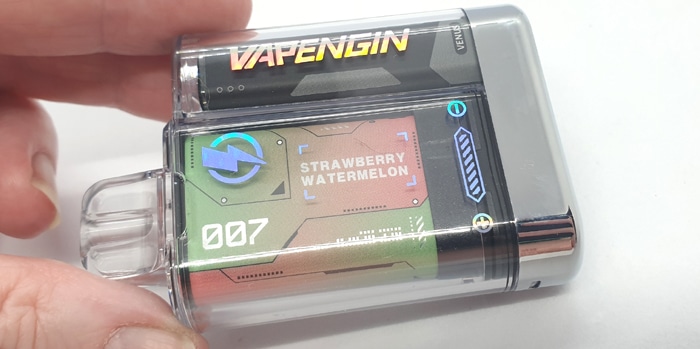 VAPENGIN
VENUS
STRAWBERRY
WATERMELON
007